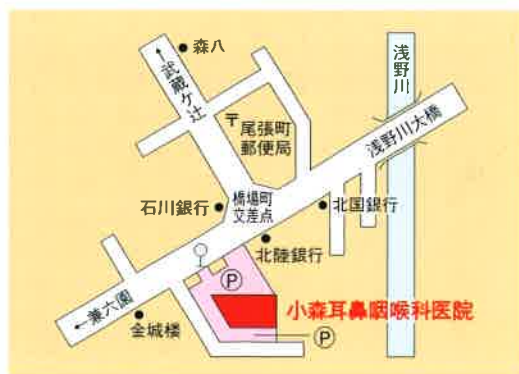 森八
←武蔵ケ辻
浅野川
〒
尾張町
郵便局
浅野川大橋
石川銀行
橋場町
交差点
北国銀行
北陸銀行
P
小森耳鼻咽喉科医院
←兼六園
金城楼
P